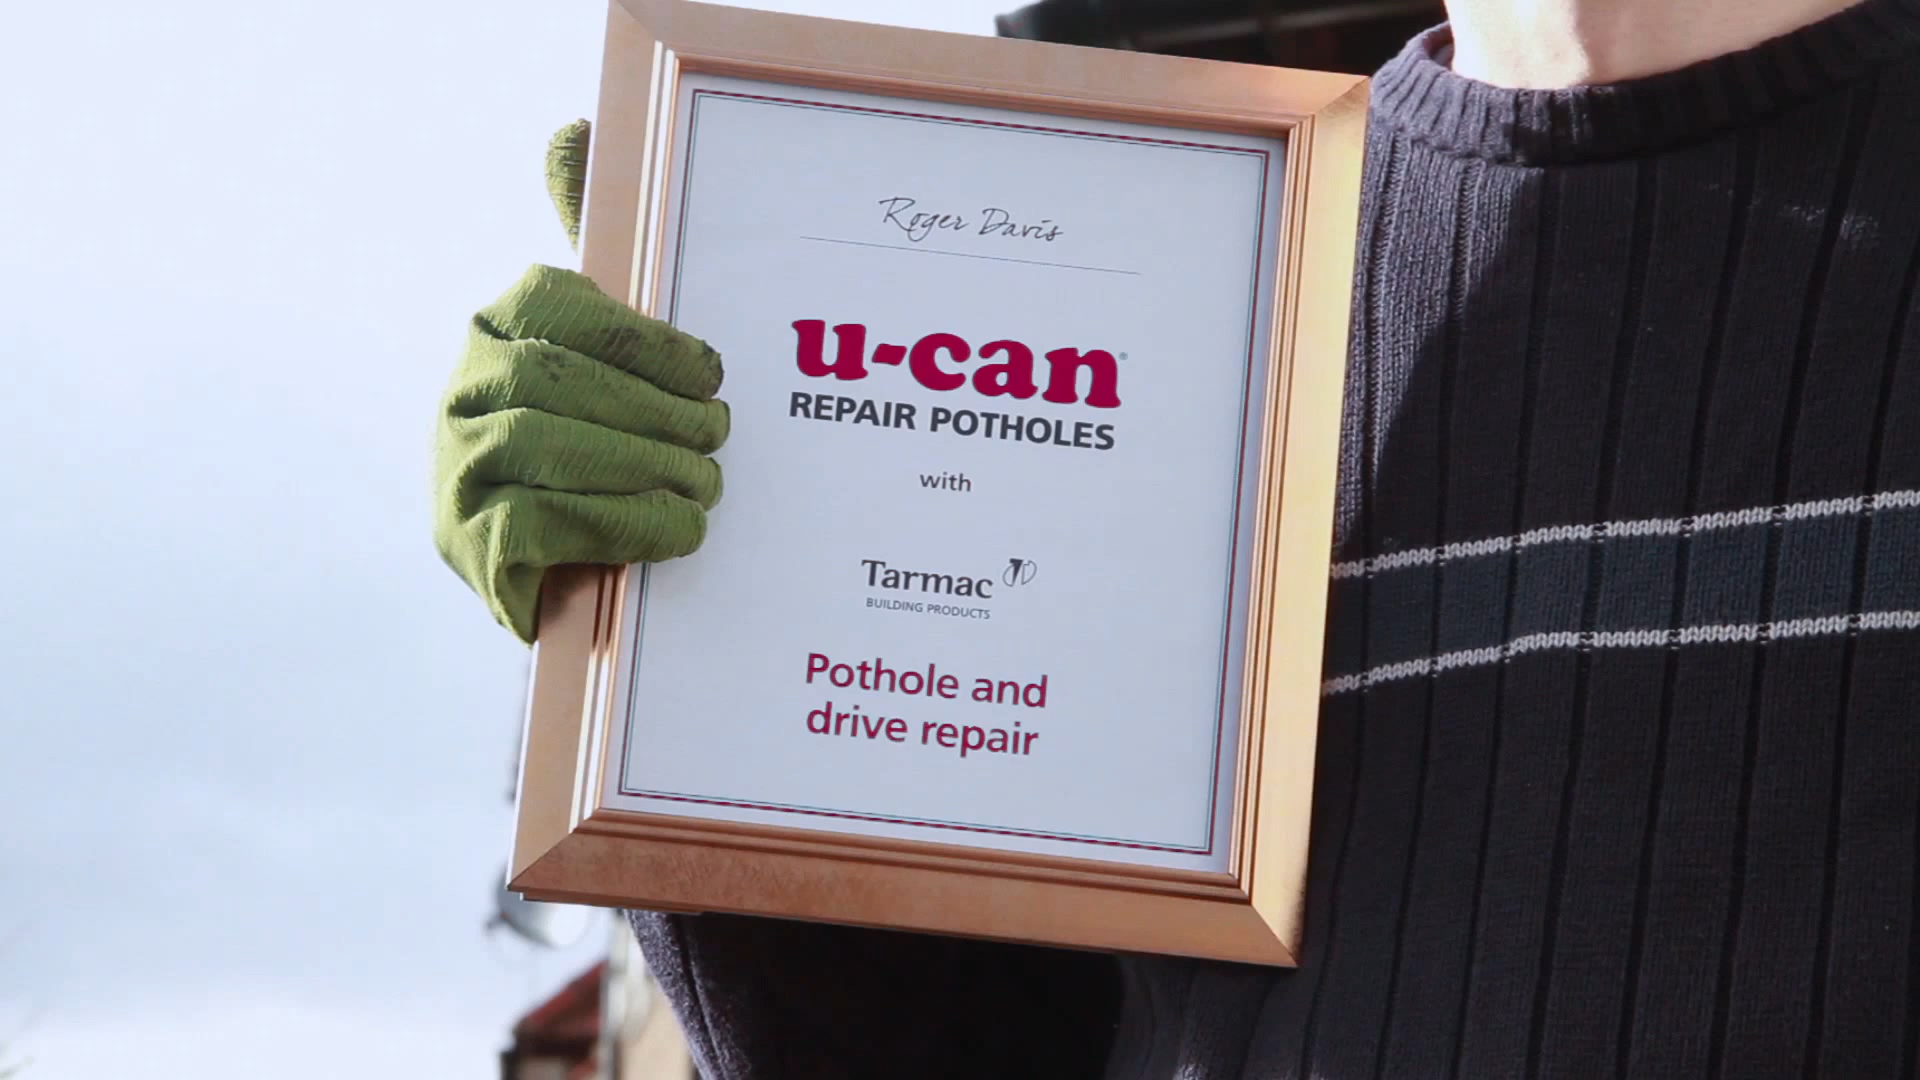 Roger Davis
u-can®
REPAIR POTHOLES
with
Tarmac
BUILDING PRODUCTS
Pothole and
drive repair